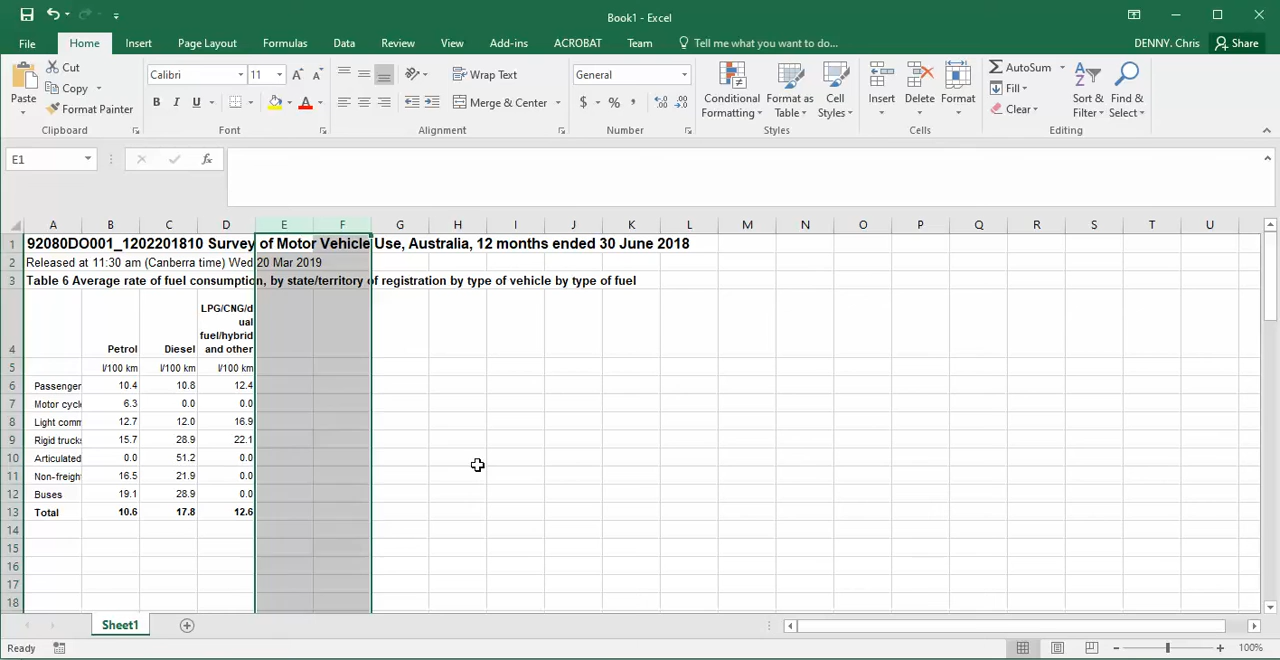 Book1 - Excel
File Home Insert Page Layout Formulas Data Review View Add-ins ACROBAT Team Tell me what you want to do... DENNY. Chris Share
Paste
Cut
Copy
Format Painter
Clipboard
Calibri 11
B I U
Font
Wrap Text
Merge & Center
Alignment
General
$ % ,
Number
Conditional Formatting
Format as Table
Cell Styles
Styles
Insert Delete Format
Cells
AutoSum
Fill
Clear
Sort & Filter
Find & Select
Editing
E1 fx
A B C D E F G H I J K L M N O P Q R S T U
1 92080DO001_1202201810 Survey of Motor Vehicle Use, Australia, 12 months ended 30 June 2018
2 Released at 11:30 am (Canberra time) Wed 20 Mar 2019
3 Table 6 Average rate of fuel consumption, by state/territory of registration by type of vehicle by type of fuel
LPG/CNG/d
ual
fuel/hybrid
4 Petrol Diesel and other
5 l/100 km l/100 km l/100 km
6 Passenger 10.4 10.8 12.4
7 Motor cycl 6.3 0.0 0.0
8 Light comm 12.7 12.0 16.9
9 Rigid trucks 15.7 28.9 22.1
10 Articulated 0.0 51.2 0.0
11 Non-freigh 16.5 21.9 0.0
12 Buses 19.1 28.9 0.0
13 Total 10.6 17.8 12.6
14
15
16
17
18
Sheet1
Ready 100%